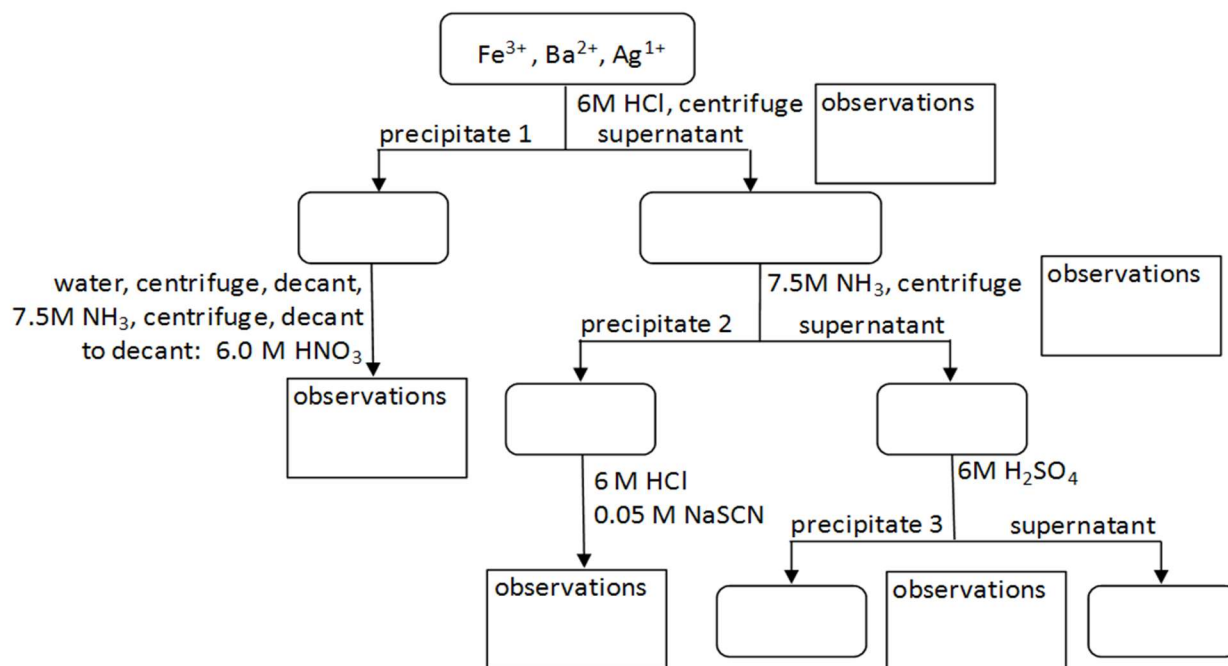 Fe³⁺, Ba²⁺, Ag¹⁺
6M HCl, centrifuge
observations
precipitate 1
supernatant
water, centrifuge, decant,
7.5M NH₃, centrifuge, decant
to decant: 6.0 M HNO₃
observations
7.5M NH₃, centrifuge
observations
precipitate 2
supernatant
6 M HCl
0.05 M NaSCN
observations
6M H₂SO₄
precipitate 3
supernatant
observations